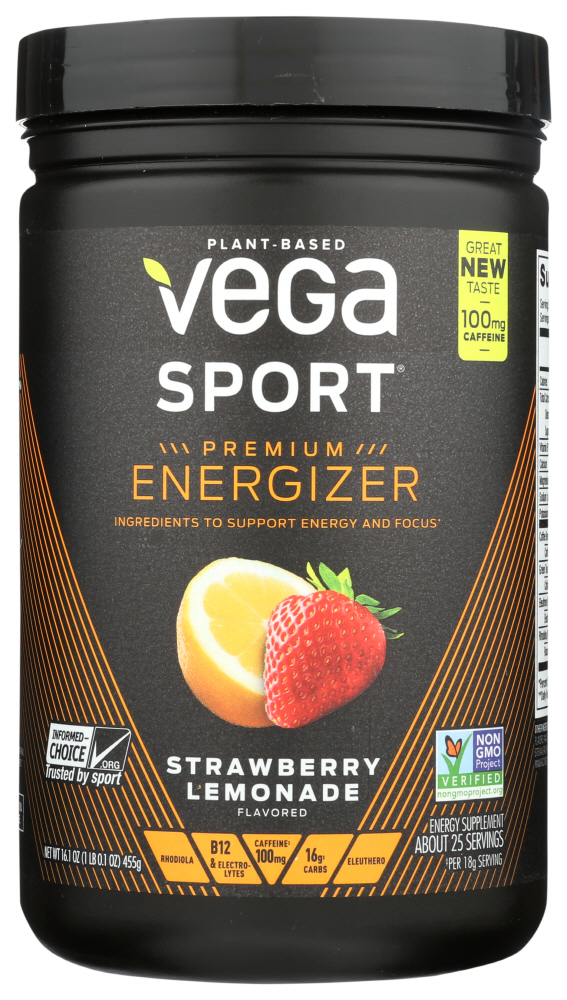 PLANT-BASED
vega
SPORT®
PREMIUM
ENERGIZER
INGREDIENTS TO SUPPORT ENERGY AND FOCUS*
GREAT
NEW
TASTE
100mg
CAFFEINE
INFORMED-
CHOICE
.ORG
Trusted by sport
STRAWBERRY
LEMONADE
FLAVORED
NON
GMO
Project
VERIFIED
nongmoproject.org
ENERGY SUPPLEMENT
ABOUT 25 SERVINGS
‡PER 18g SERVING
NET WT 16.1 OZ (1 LB 0.1 OZ) 455g
RHODIOLA
B12
& ELECTRO-
LYTES
CAFFEINE‡
100mg
16g‡
CARBS
ELEUTHERO